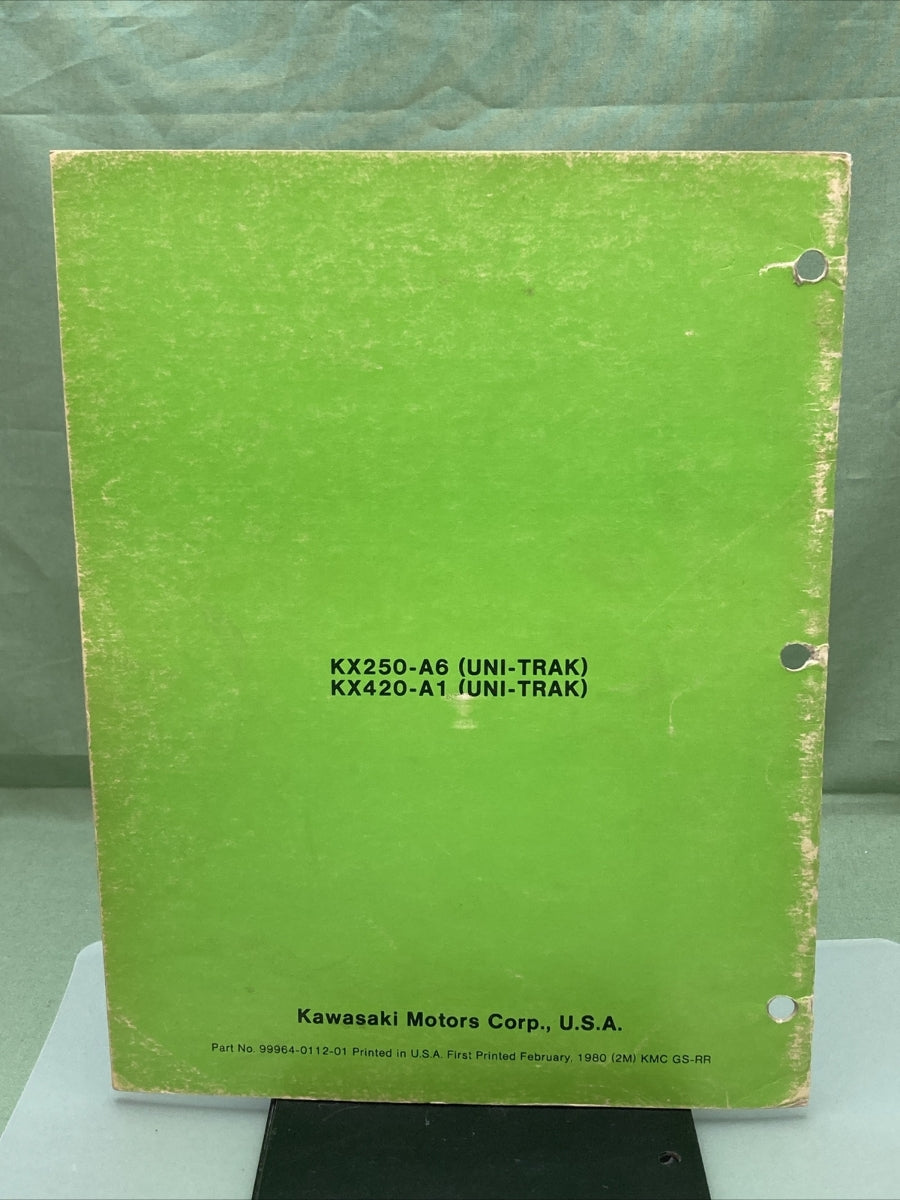 KX250-A6 (UNI-TRAK)
KX420-A1 (UNI-TRAK)
Kawasaki Motors Corp., U.S.A.
Part No. 99964-0112-01 Printed in U.S.A. First Printed February, 1980 (2M) KMC GS-RR